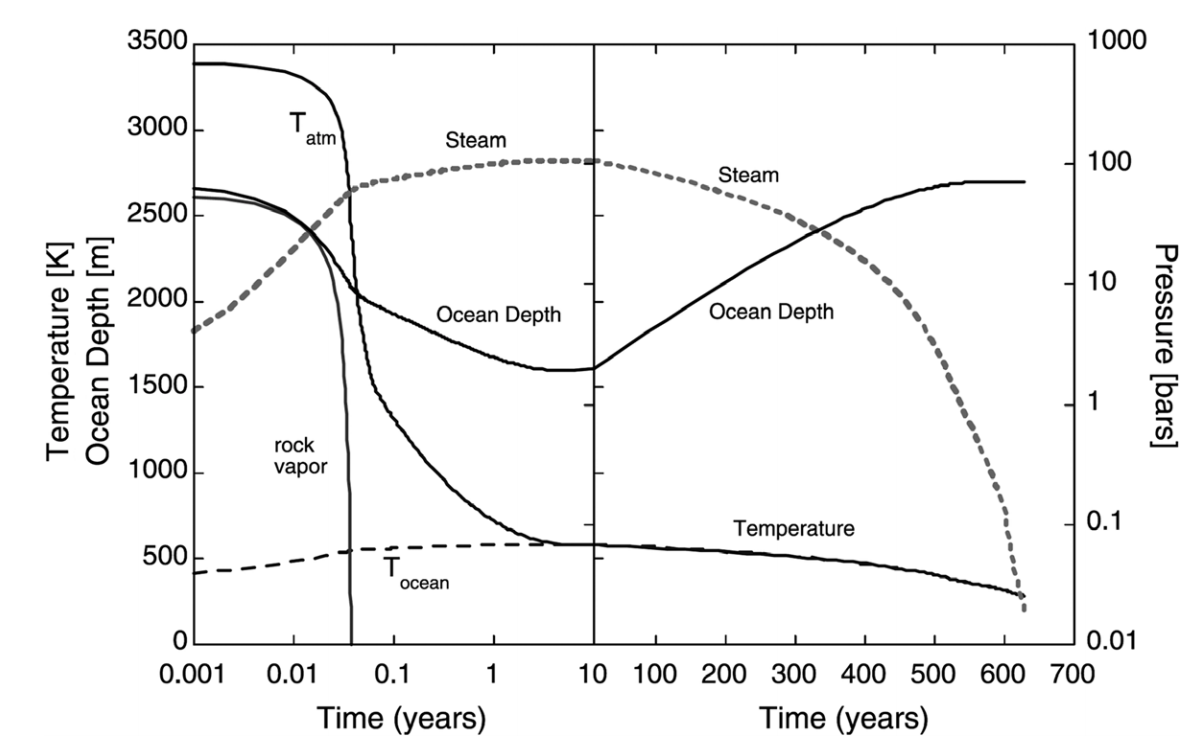 3500
3000
2500
2000
1500
1000
500
0
Temperature [K]
Ocean Depth [m]
1000
100
10
1
0.1
0.01
Pressure [bars]
T atm
Steam
Steam
Ocean Depth
Ocean Depth
rock
vapor
Temperature
T ocean
0.001 0.01 0.1 1 10 100 200 300 400 500 600 700
Time (years) Time (years)